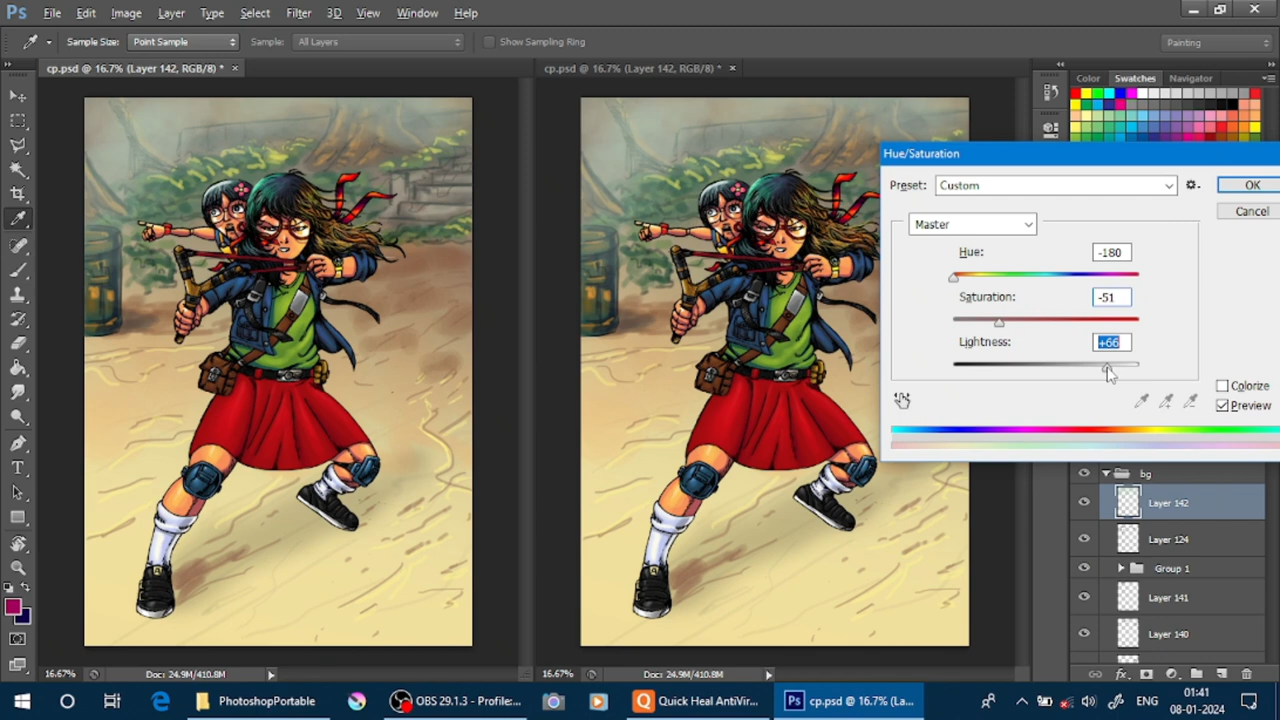 Ps File Edit Image Layer Type Select Filter 3D View Window Help
Sample Size: Point Sample Sample: All Layers Show Sampling Ring Painting
cp.psd @ 16.7% (Layer 142, RGB/8) * × cp.psd @ 16.7% (Layer 142, RGB/8) * ×
Color Swatches Navigator
Hue/Saturation
Preset: Custom OK
Cancel
Master
Hue: -180
Saturation: -51
Lightness: +66
Colorize
Preview
bg
Layer 142
Layer 124
Group 1
Layer 141
Layer 140
16.67% Doc: 24.9M/410.8M 16.67% Doc: 24.9M/410.8M
PhotoshopPortable OBS 29.1.3 - Profile:... Quick Heal AntiVir... Ps cp.psd @ 16.7% (La... ENG 01:41
08-01-2024